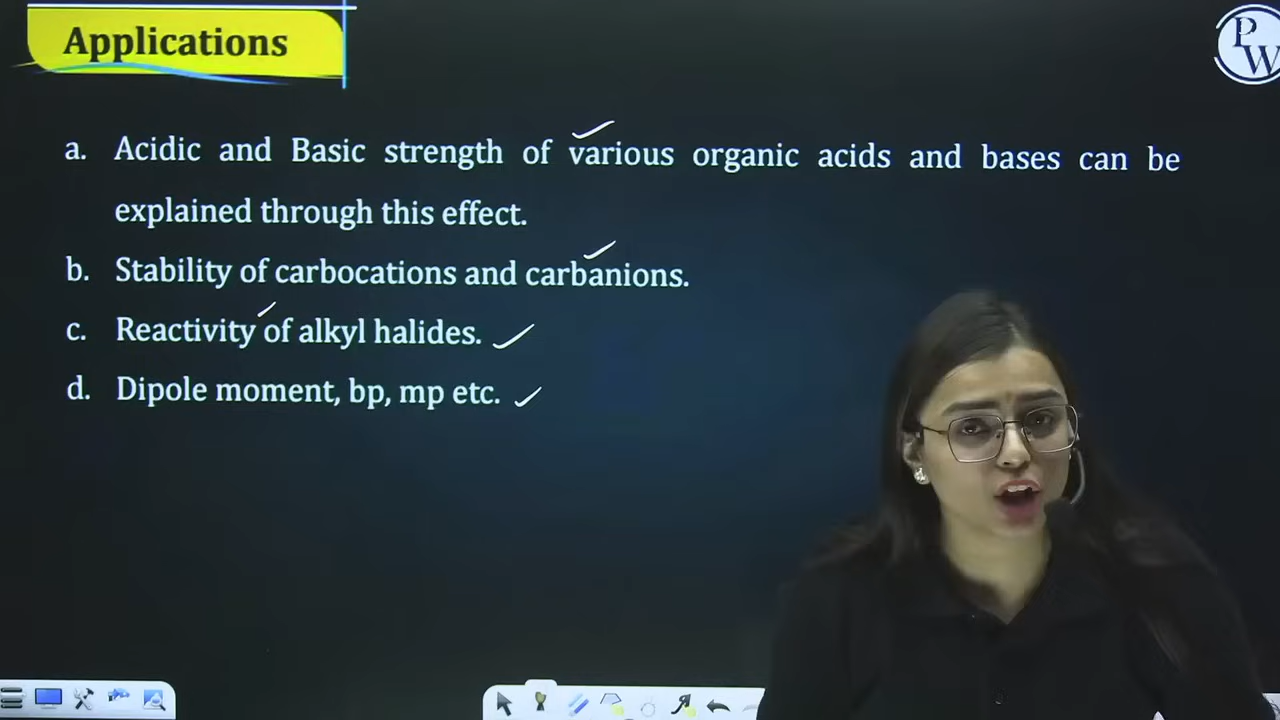 Applications
PW
a. Acidic and Basic strength of various organic acids and bases can be
explained through this effect.
b. Stability of carbocations and carbanions.
c. Reactivity of alkyl halides.
d. Dipole moment, bp, mp etc.